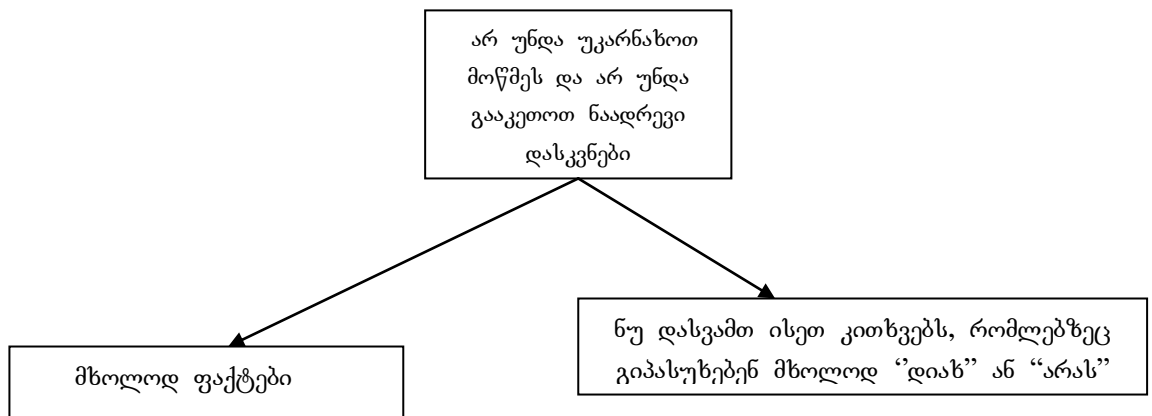 არ უნდა უკარნახოთ
მოწმეს და არ უნდა
გააკეთოთ ნაადრევი
დასკვნები
მხოლოდ ფაქტები
ნუ დასვამთ ისეთ კითხვებს, რომლებზეც
გიპასუხებენ მხოლოდ ‘’დიახ” ან “არას”